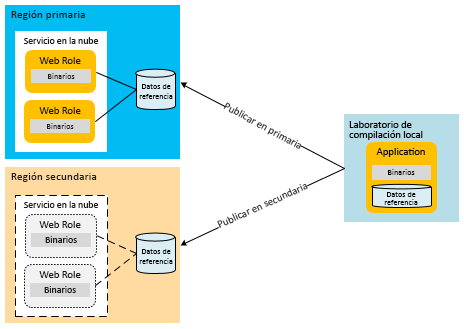 Región primaria
Servicio en la nube
Web Role
Binarios
Web Role
Binarios
Datos de
referencia
Publicar en primaria
Laboratorio de
compilación local
Application
Binarios
Datos de
referencia
Publicar en secundaria
Región secundaria
Servicio en la nube
Web Role
Binarios
Web Role
Binarios
Datos de
referencia